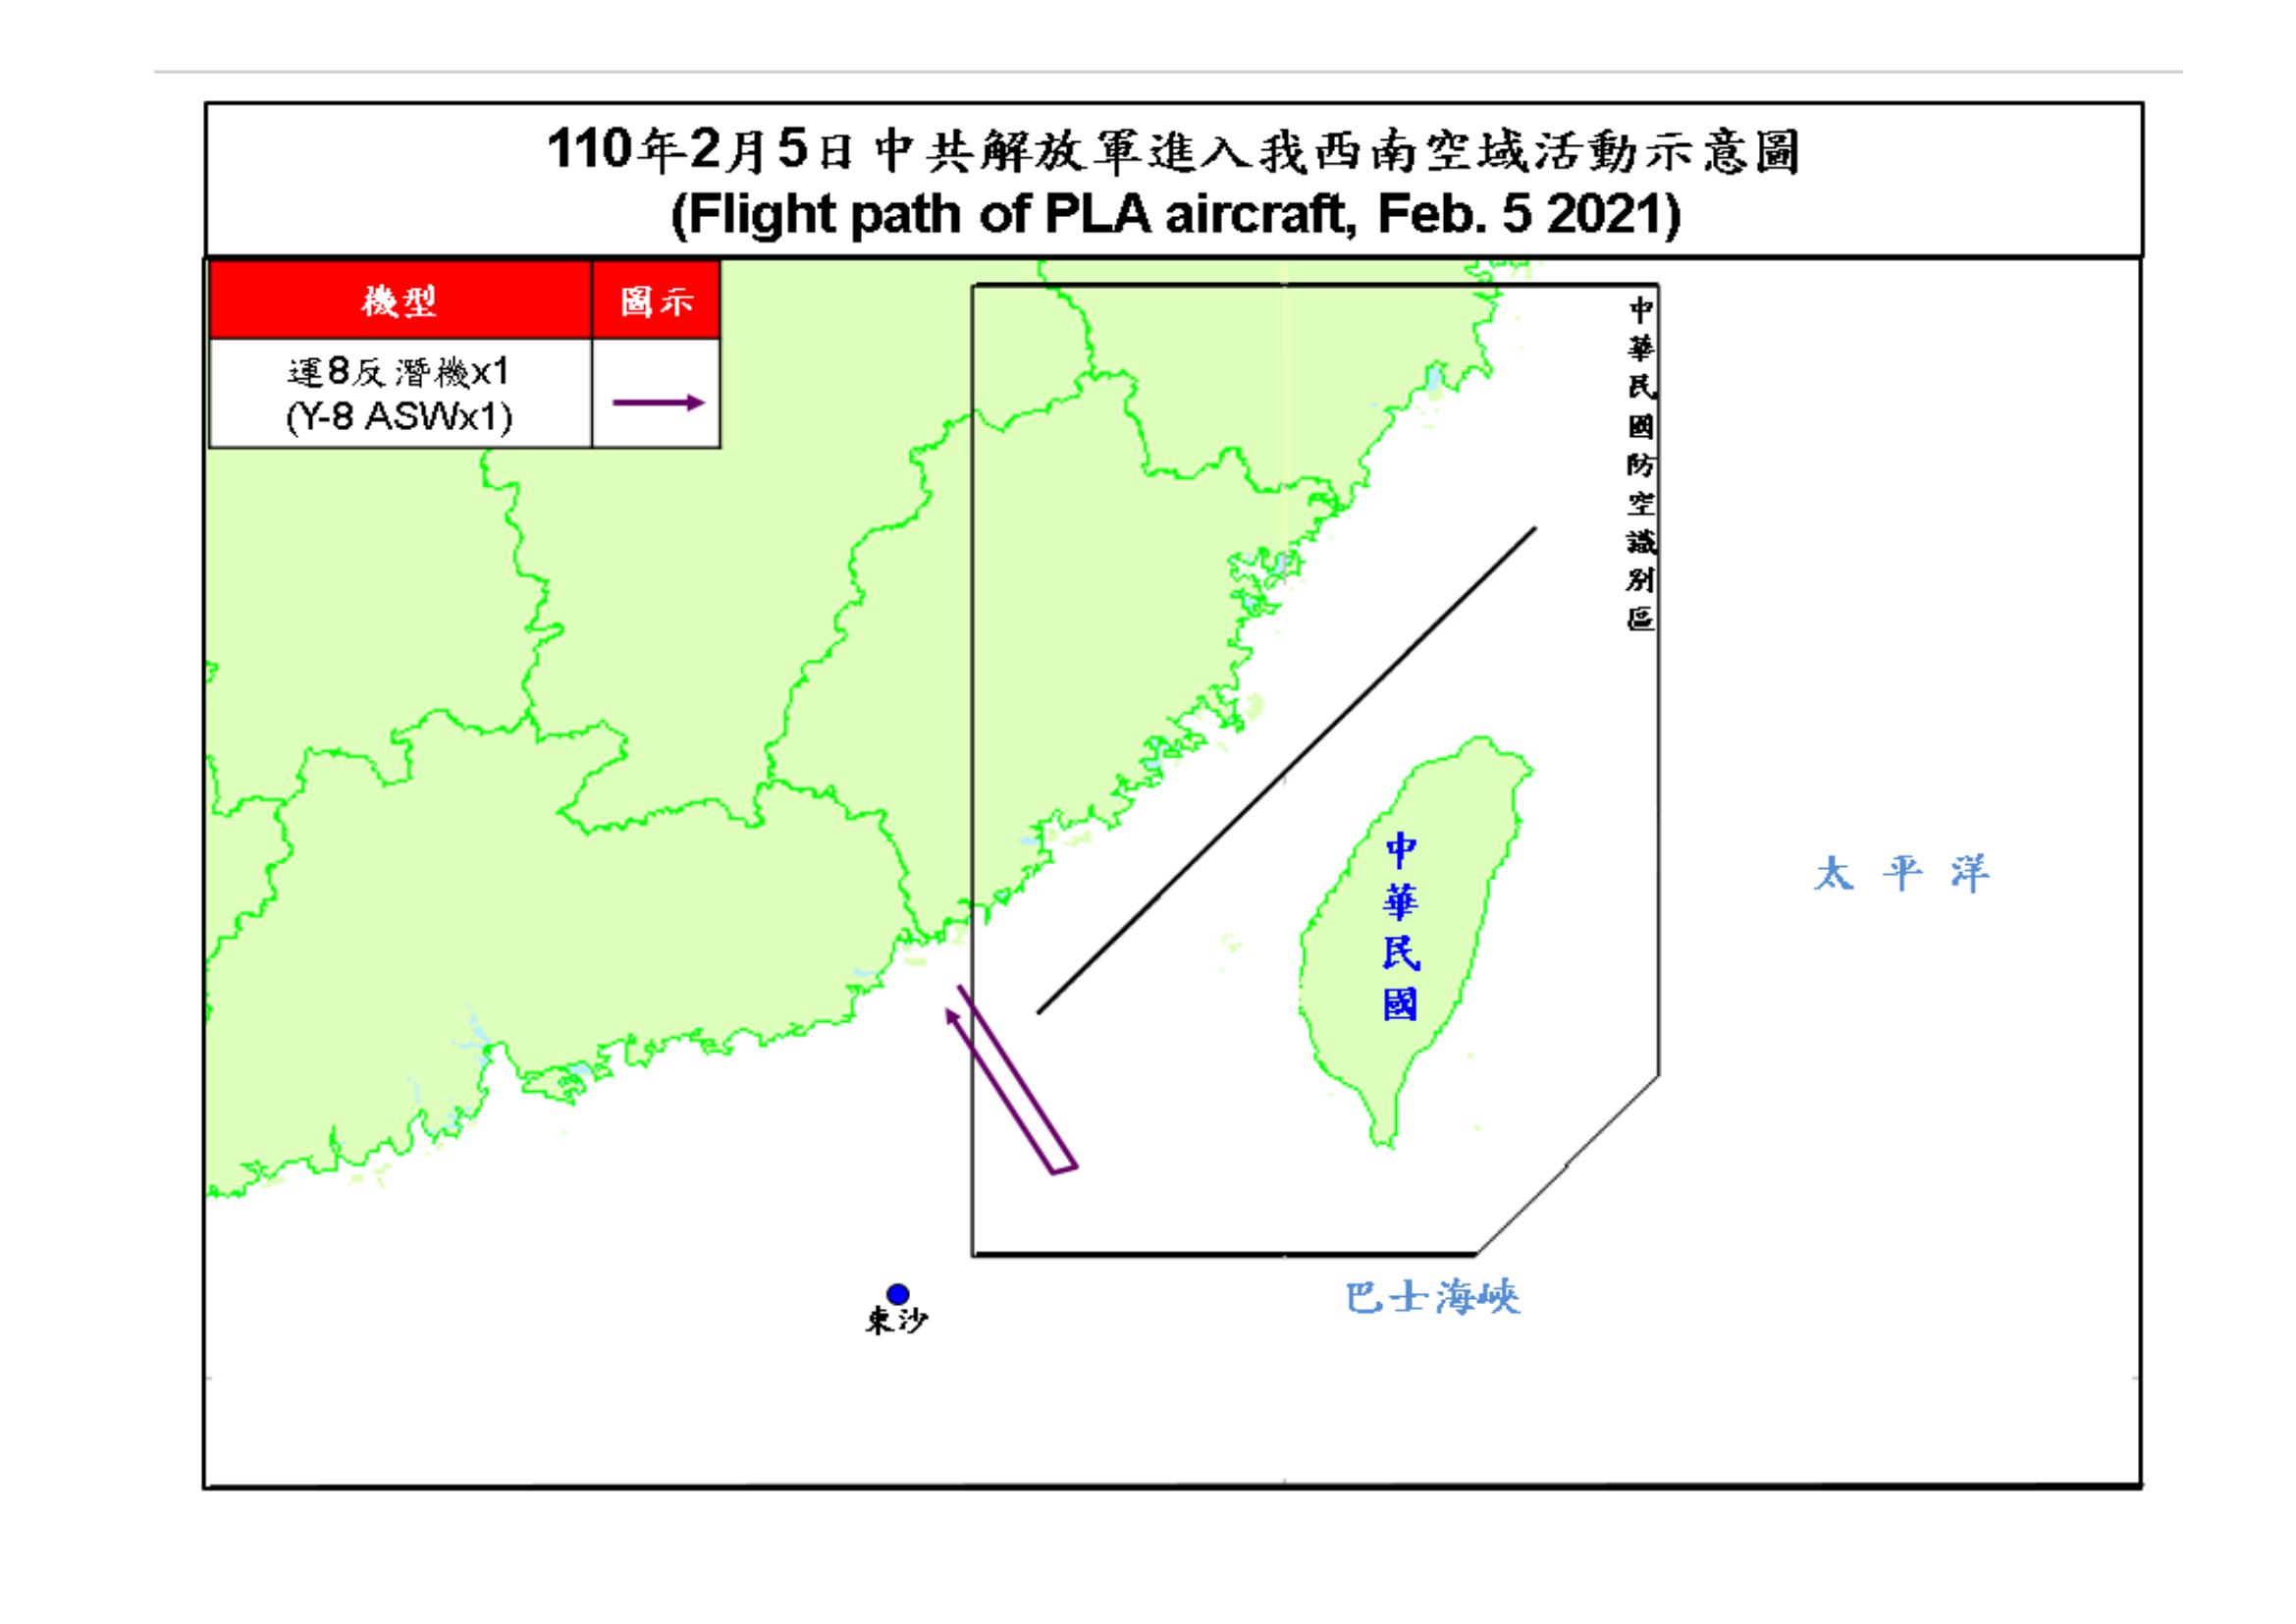 110年2月5日中共解放軍進入我西南空域活動示意圖
(Flight path of PLA aircraft, Feb. 5 2021)
機型
圖示
運8反潛機x1
(Y-8 ASWx1)
中華民國防空識別區
中華民國
太平洋
巴士海峽
東沙